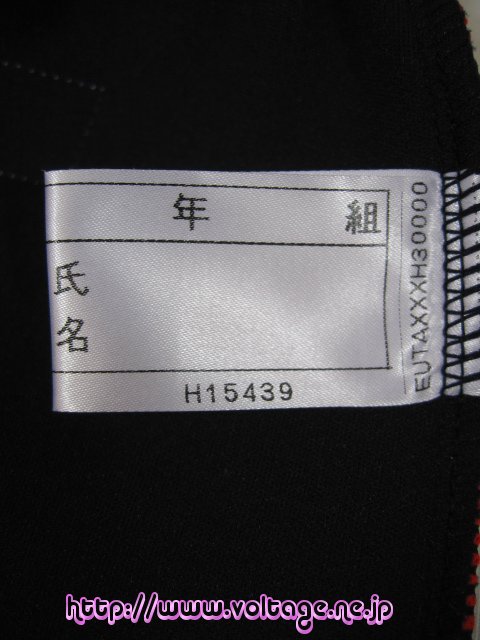 年 組
氏
名
H15439
EUTAXXXH30000
http://www.voltage.ne.jp